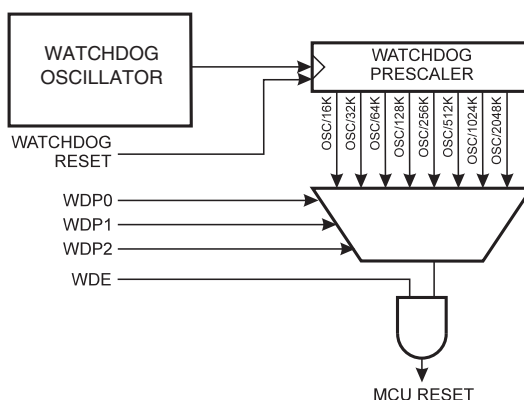 WATCHDOG
OSCILLATOR
WATCHDOG
PRESCALER
WATCHDOG
RESET
OSC/16K
OSC/32K
OSC/64K
OSC/128K
OSC/256K
OSC/512K
OSC/1024K
OSC/2048K
WDP0
WDP1
WDP2
WDE
MCU RESET